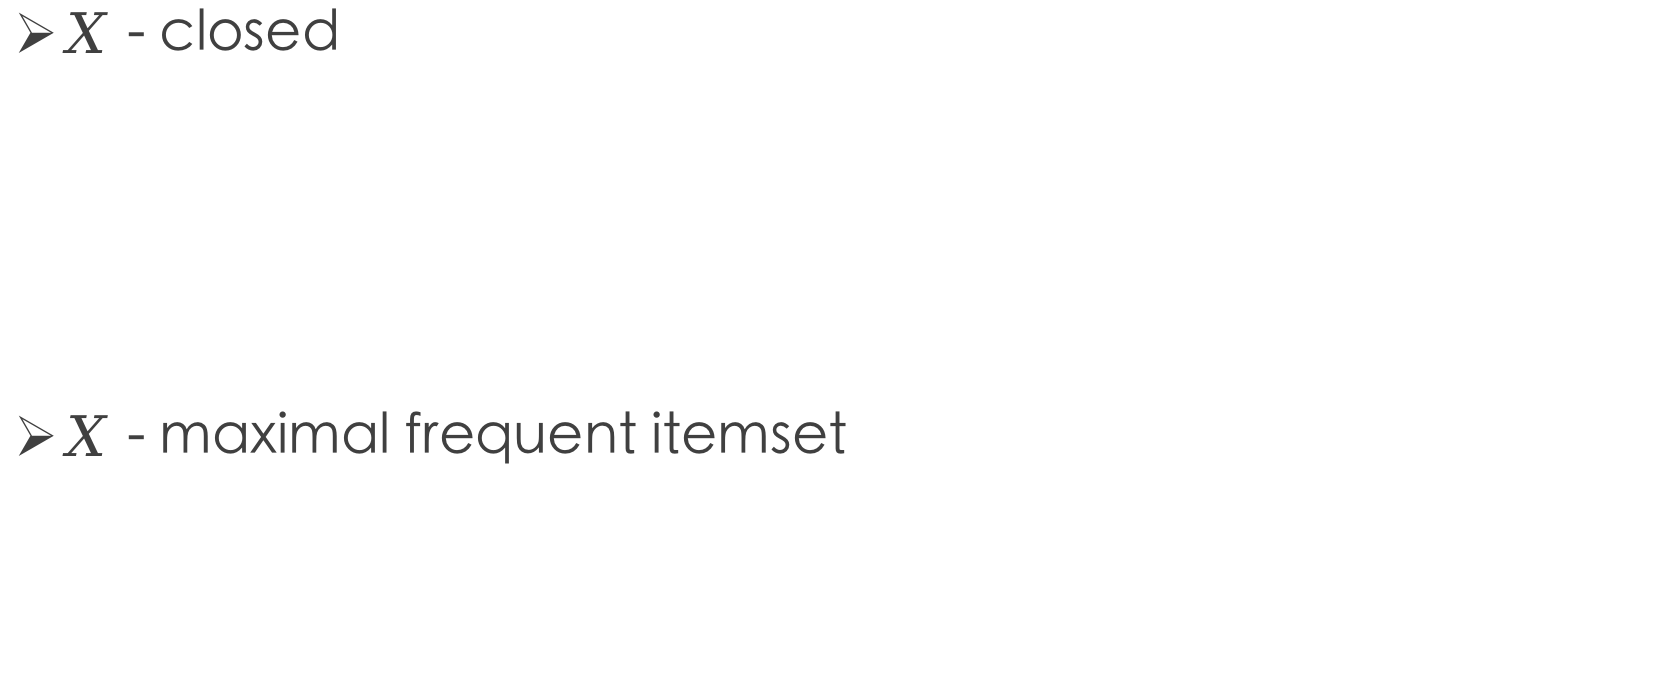 ➢X - closed
➢X - maximal frequent itemset